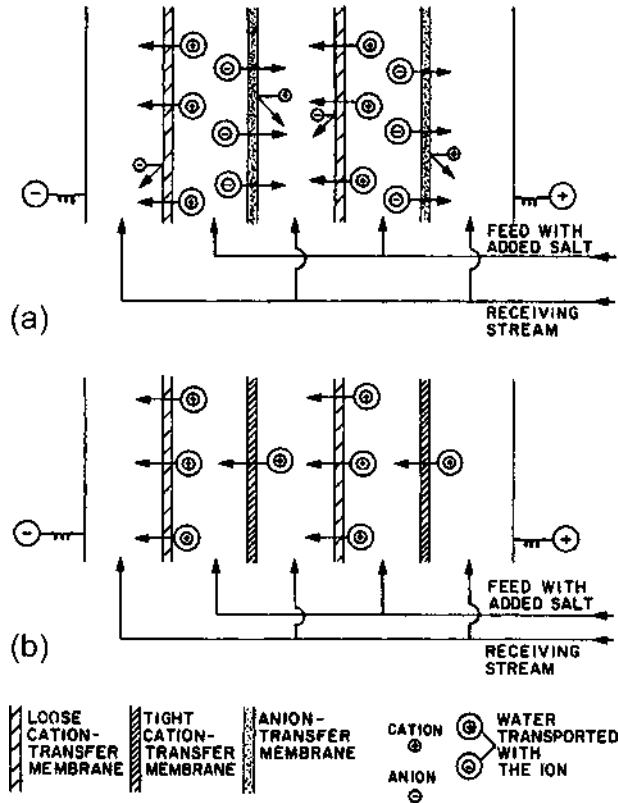 FEED WITH
ADDED SALT
(a)
RECEIVING
STREAM
FEED WITH
ADDED SALT
(b)
RECEIVING
STREAM
LOOSE
CATION-
TRANSFER
MEMBRANE
TIGHT
CATION-
TRANSFER
MEMBRANE
ANION-
TRANSFER
MEMBRANE
CATION
ANION
WATER
TRANSPORTED
WITH
THE ION